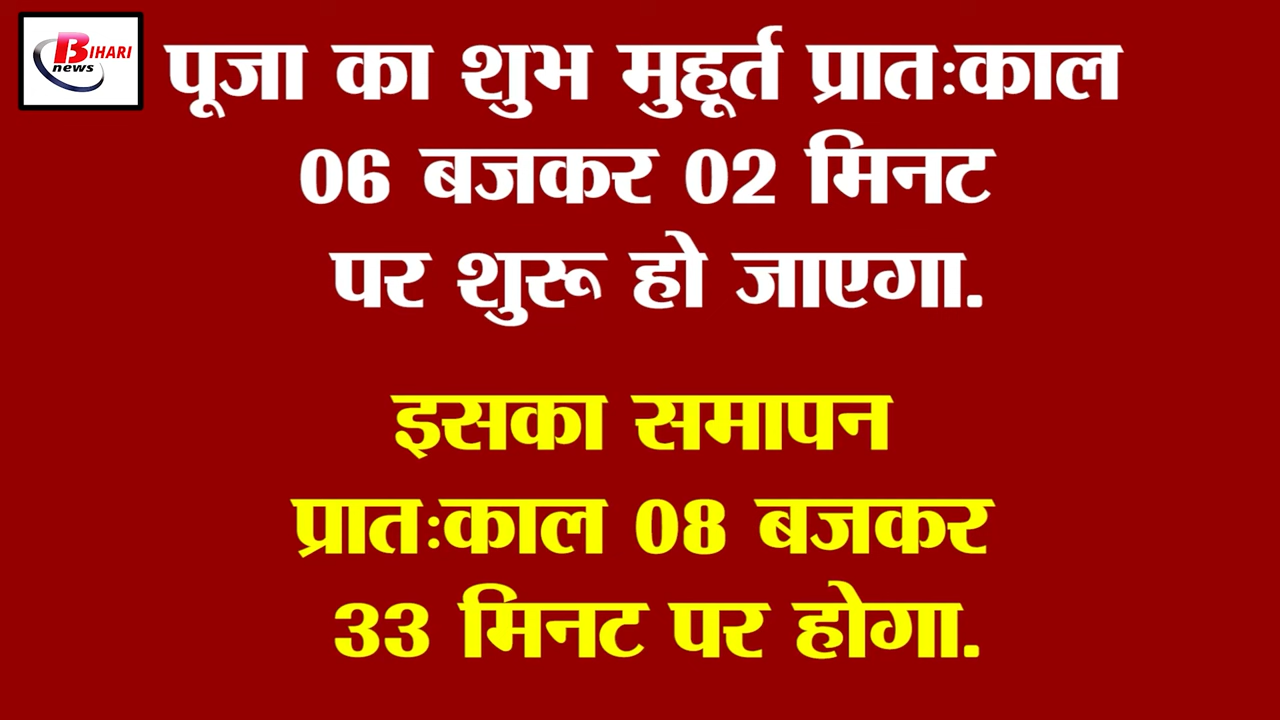 BIHARI
news
पूजा का शुभ मुहूर्त प्रातःकाल
06 बजकर 02 मिनट
पर शुरू हो जाएगा.
इसका समापन
प्रातःकाल 08 बजकर
33 मिनट पर होगा.